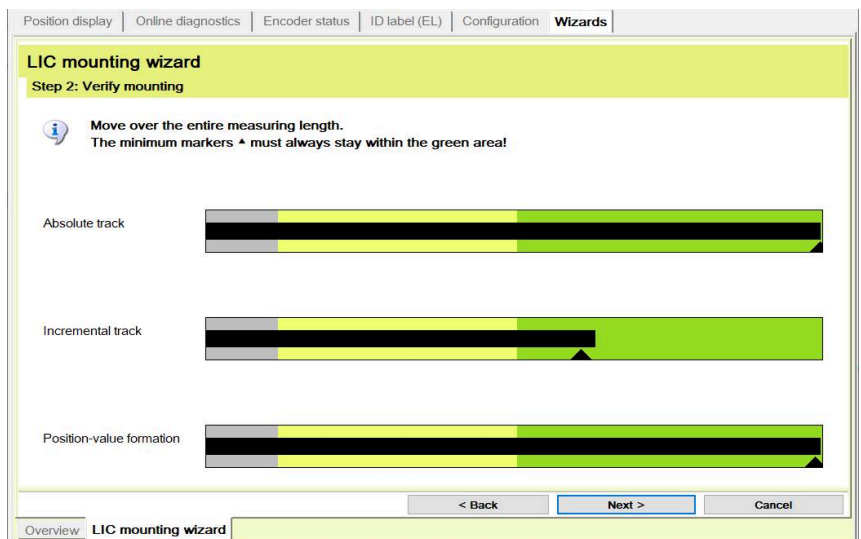 Position display Online diagnostics Encoder status ID label (EL) Configuration Wizards
LIC mounting wizard
Step 2: Verify mounting
Move over the entire measuring length.
The minimum markers ▲ must always stay within the green area!
Absolute track
Incremental track
Position-value formation
< Back Next > Cancel
Overview LIC mounting wizard